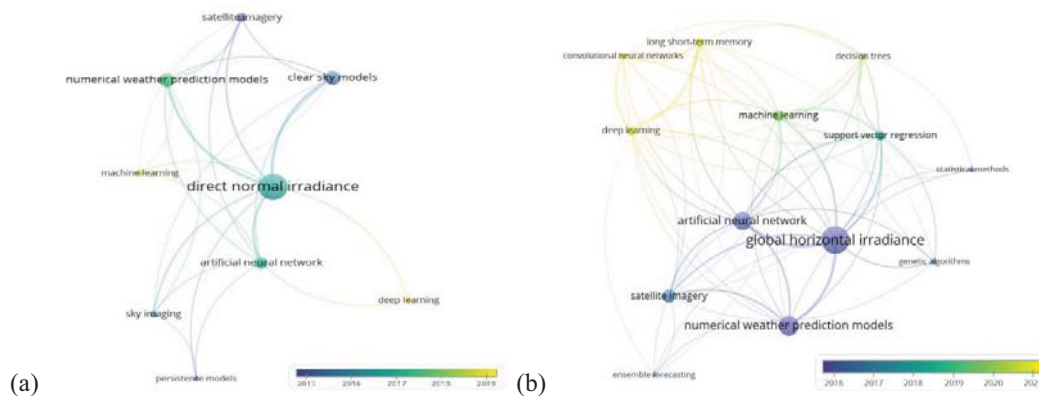 satellite imagery
numerical weather prediction models
clear sky models
machine learning
direct normal irradiance
artificial neural network
deep learning
sky imaging
persistence models
2015 2016 2017 2018 2019
(a)
long short-term memory
convolutional neural networks
decision trees
machine learning
deep learning
support vector regression
statistical methods
artificial neural network
global horizontal irradiance
genetic algorithms
satellite imagery
numerical weather prediction models
ensemble forecasting
2016 2017 2018 2019 2020
(b)